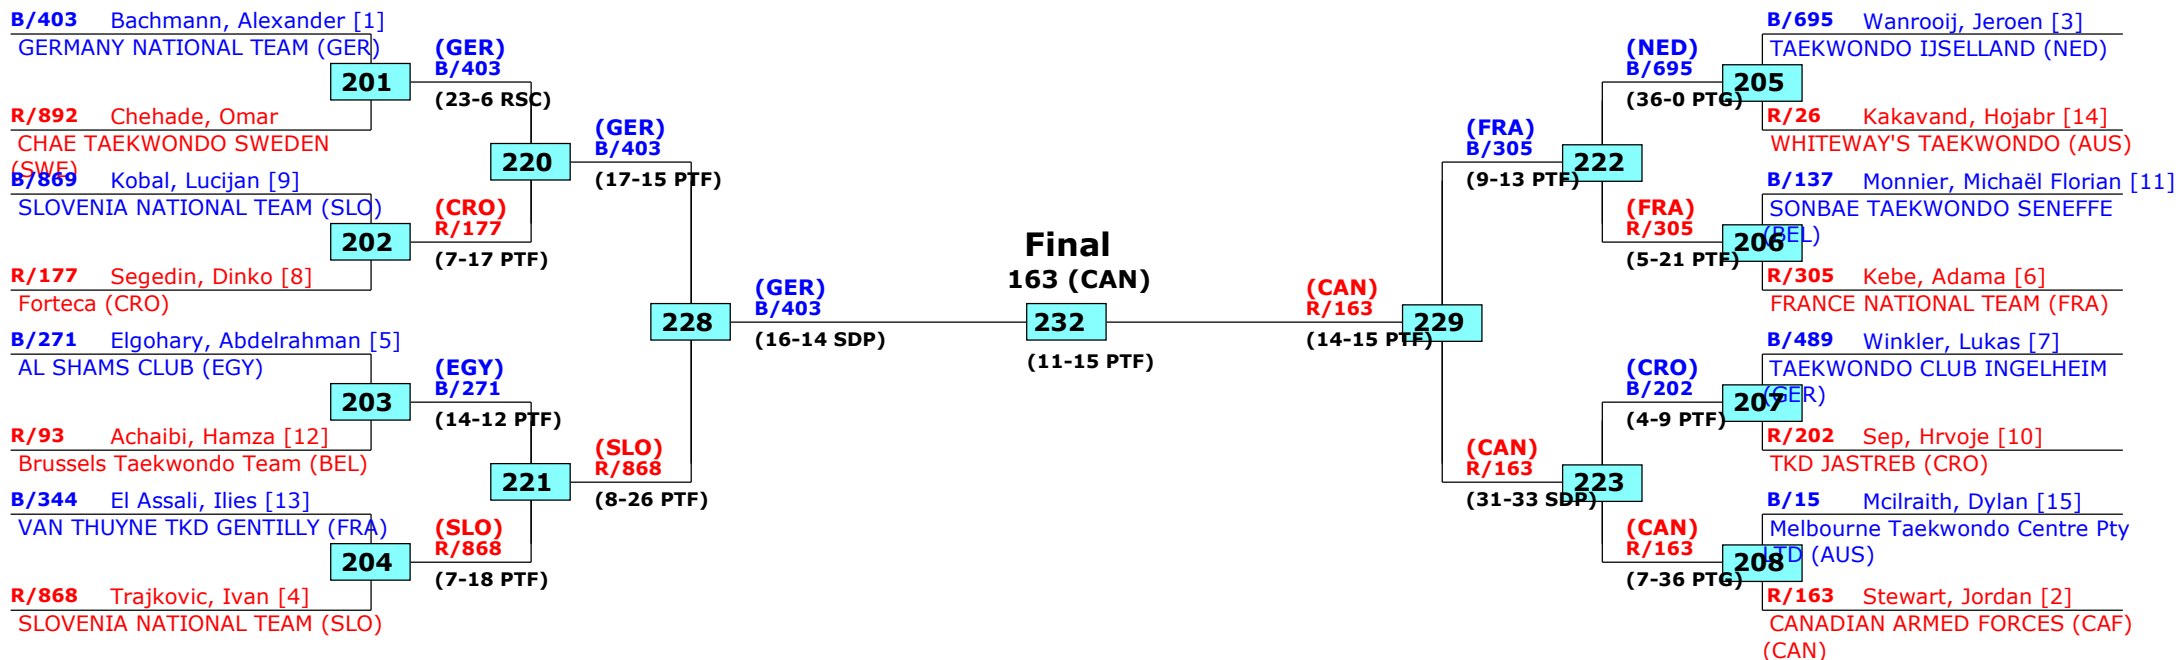 B/403 Bachmann, Alexander [1]
GERMANY NATIONAL TEAM (GER)
201
R/892 Chehade, Omar
CHAE TAEKWONDO SWEDEN
(SWE)
B/869 Kobal, Lucijan [9]
SLOVENIA NATIONAL TEAM (SLO)
202
R/177 Segedin, Dinko [8]
Forteca (CRO)
B/271 Elgohary, Abdelrahman [5]
AL SHAMS CLUB (EGY)
203
R/93 Achaibi, Hamza [12]
Brussels Taekwondo Team (BEL)
B/344 El Assali, Ilies [13]
VAN THUYNE TKD GENTILLY (FRA)
204
R/868 Trajkovic, Ivan [4]
SLOVENIA NATIONAL TEAM (SLO)
(GER)
B/403
(23-6 RSC)
220
(CRO)
R/177
(7-17 PTF)
(EGY)
B/271
(14-12 PTF)
221
(SLO)
R/868
(7-18 PTF)
(GER)
B/403
(17-15 PTF)
228
(SLO)
R/868
(8-26 PTF)
(GER)
B/403
(16-14 SDP)
Final
163 (CAN)
232
(11-15 PTF)
(CAN)
R/163
(14-15 PTF)
229
(FRA)
B/305
(9-13 PTF)
222
(CAN)
R/163
(31-33 SDP)
223
(NED)
B/695
(36-0 PTG)
(FRA)
R/305
(5-21 PTF)
(CRO)
B/202
(4-9 PTF)
(CAN)
R/163
(7-36 PTG)
B/695 Wanrooij, Jeroen [3]
TAEKWONDO IJSELLAND (NED)
205
R/26 Kakavand, Hojabr [14]
WHITEWAY'S TAEKWONDO (AUS)
B/137 Monnier, Michaël Florian [11]
SONBAE TAEKWONDO SENEFFE
(BEL)
206
R/305 Kebe, Adama [6]
FRANCE NATIONAL TEAM (FRA)
B/489 Winkler, Lukas [7]
TAEKWONDO CLUB INGELHEIM
(GER)
207
R/202 Sep, Hrvoje [10]
TKD JASTREB (CRO)
B/15 Mcilraith, Dylan [15]
Melbourne Taekwondo Centre Pty
LTD (AUS)
208
R/163 Stewart, Jordan [2]
CANADIAN ARMED FORCES (CAF)
(CAN)